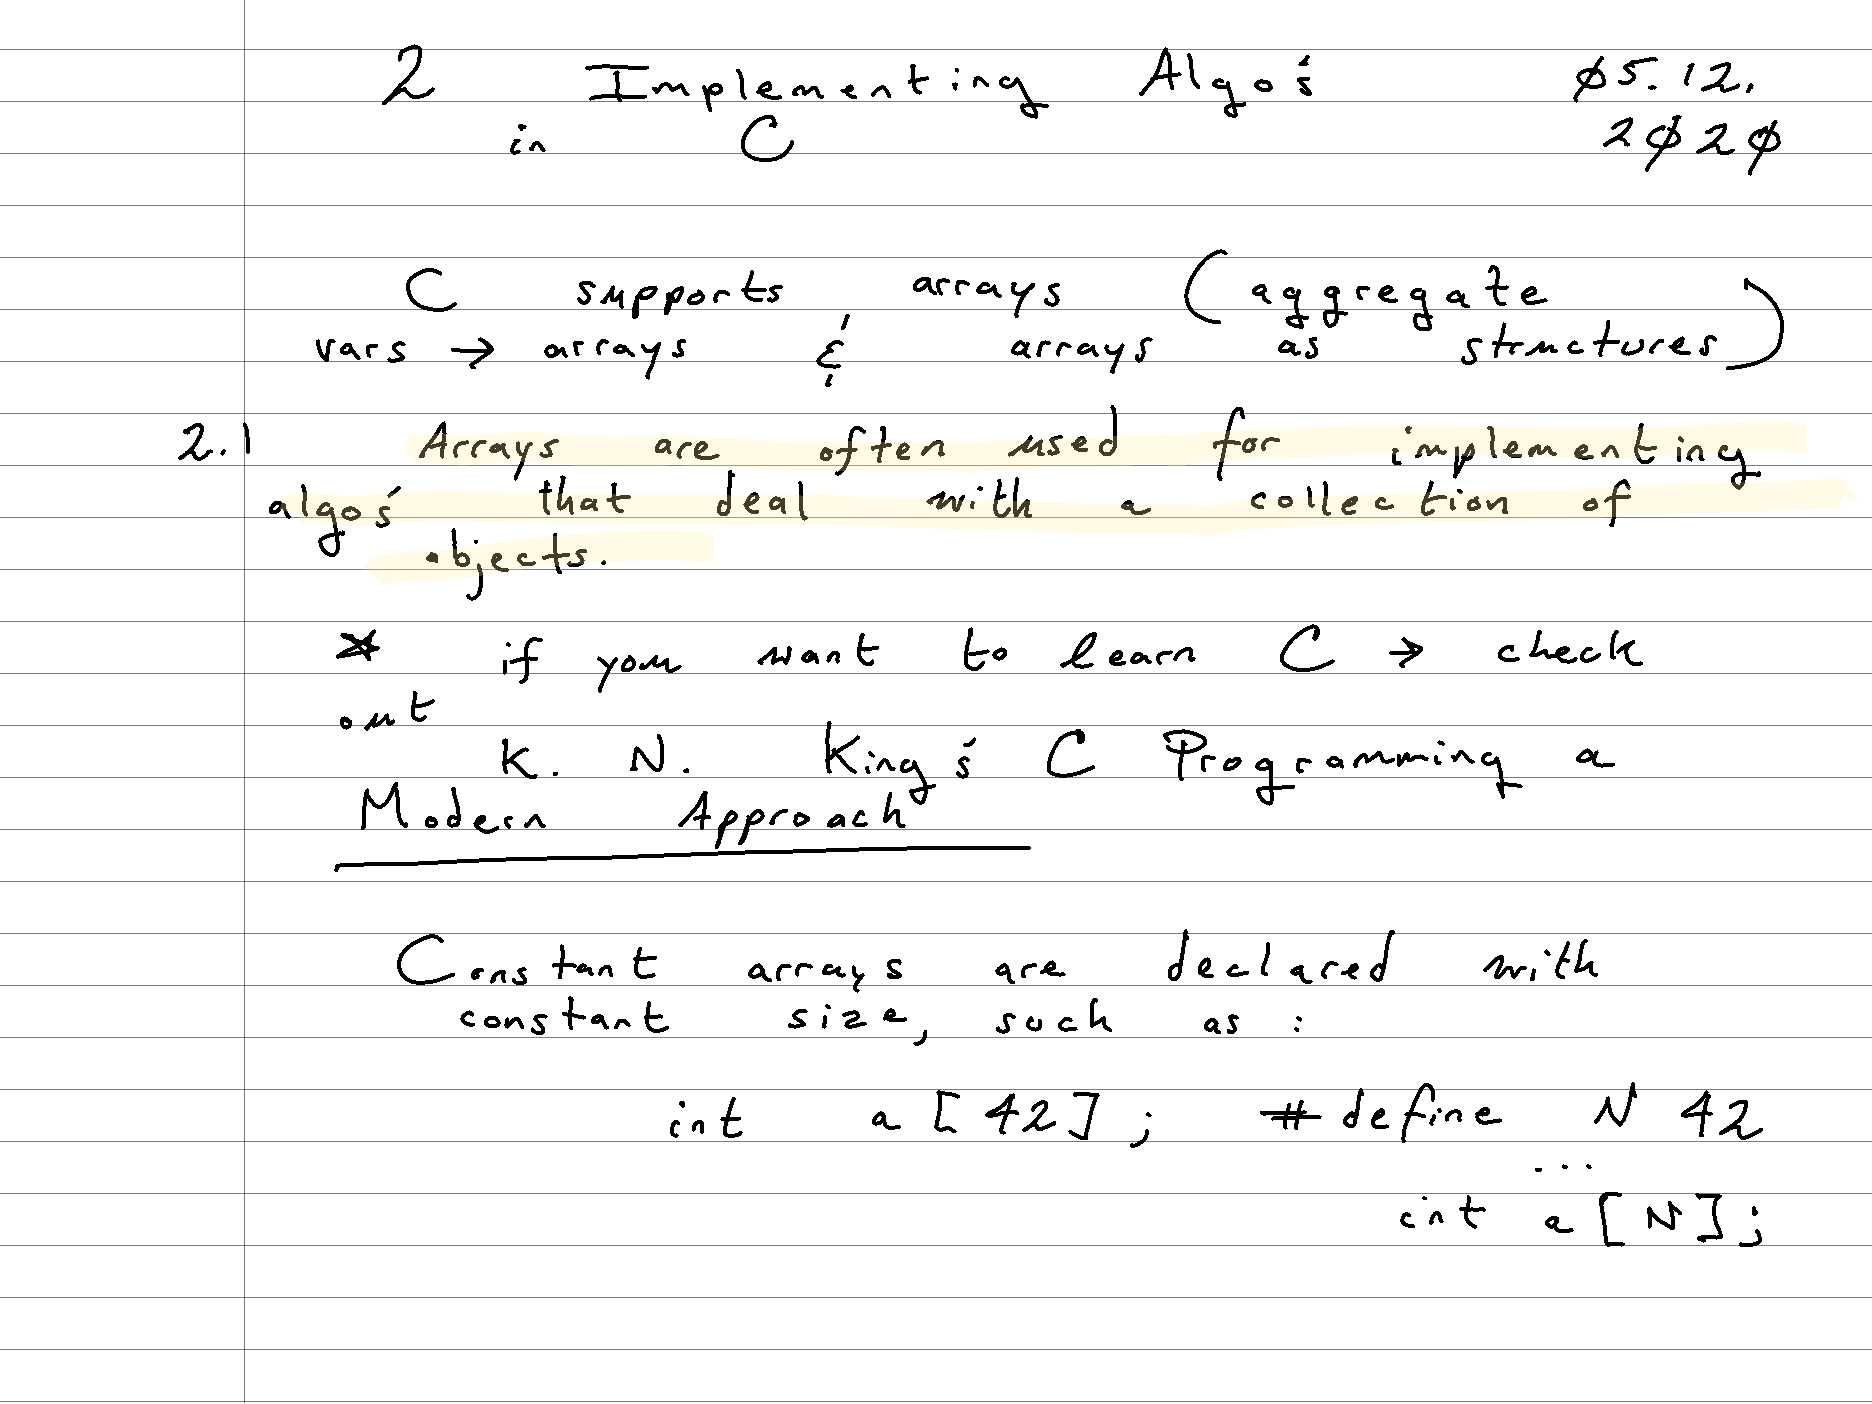 2 Implementing Algo's ø5.12.
in C 2ø2ø
C supports arrays (aggregate
vars → arrays & arrays as structures)
2.1 Arrays are often used for implementing
algo's that deal with a collection of
objects.
* if you want to learn C → check
out
K. N. King's C Programming a
Modern Approach
Constant arrays are declared with
constant size, such as :
int a [42]; # define N 42
...
int a [N];